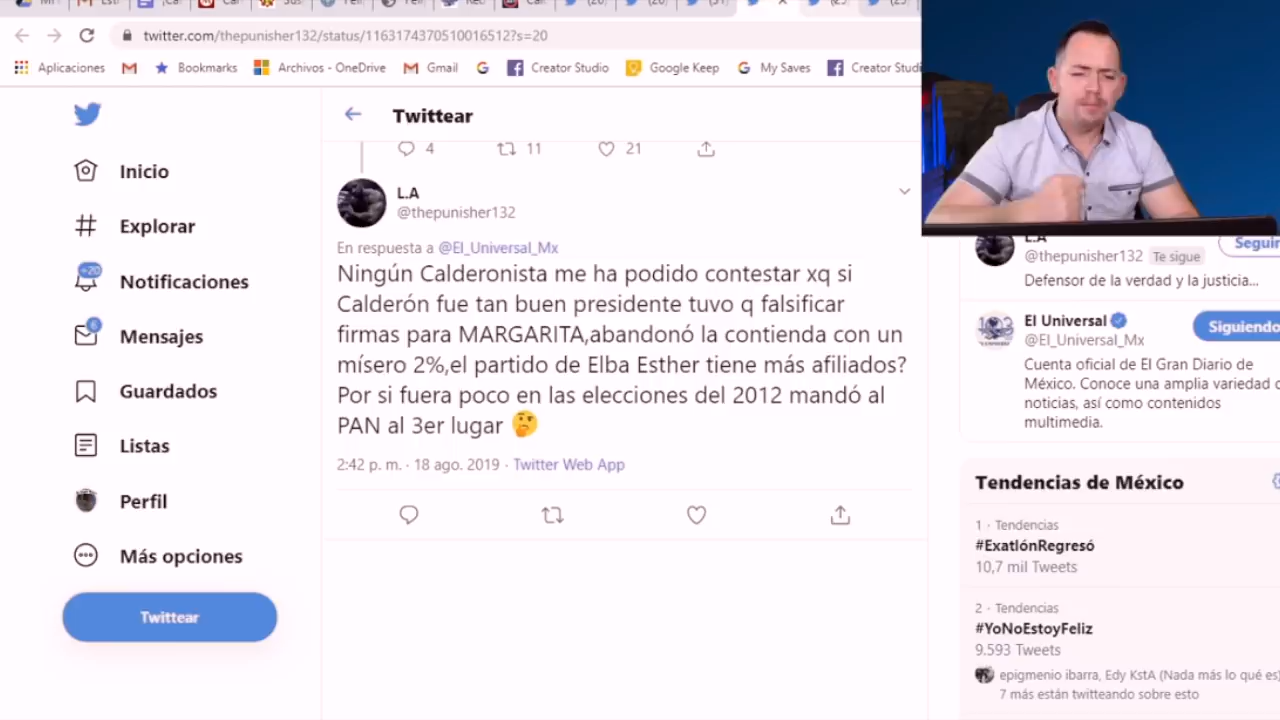 twitter.com/thepunisher132/status/1163174370510016512?s=20
Aplicaciones
Bookmarks
Archivos - OneDrive
Gmail
Creator Studio
Google Keep
My Saves
Creator Studi
Inicio
Explorar
+20
Notificaciones
6
Mensajes
Guardados
Listas
Perfil
Más opciones
Twittear
Twittear
4 11 21
L.A
@thepunisher132
En respuesta a @El_Universal_Mx
Ningún Calderonista me ha podido contestar xq si
Calderón fue tan buen presidente tuvo q falsificar
firmas para MARGARITA,abandonó la contienda con un
mísero 2%,el partido de Elba Esther tiene más afiliados?
Por si fuera poco en las elecciones del 2012 mandó al
PAN al 3er lugar 🤔
2:42 p. m. · 18 ago. 2019 · Twitter Web App
L.A
@thepunisher132 Te sigue
Seguir
Defensor de la verdad y la justicia...
El Universal
@El_Universal_Mx
Siguiendo
Cuenta oficial de El Gran Diario de
México. Conoce una amplia variedad d
noticias, así como contenidos
multimedia.
Tendencias de México
1 · Tendencias
#ExatlónRegresó
10,7 mil Tweets
2 · Tendencias
#YoNoEstoyFeliz
9.593 Tweets
epigmenio ibarra, Edy KstA (Nada más lo qué es)
7 más están twitteando sobre esto